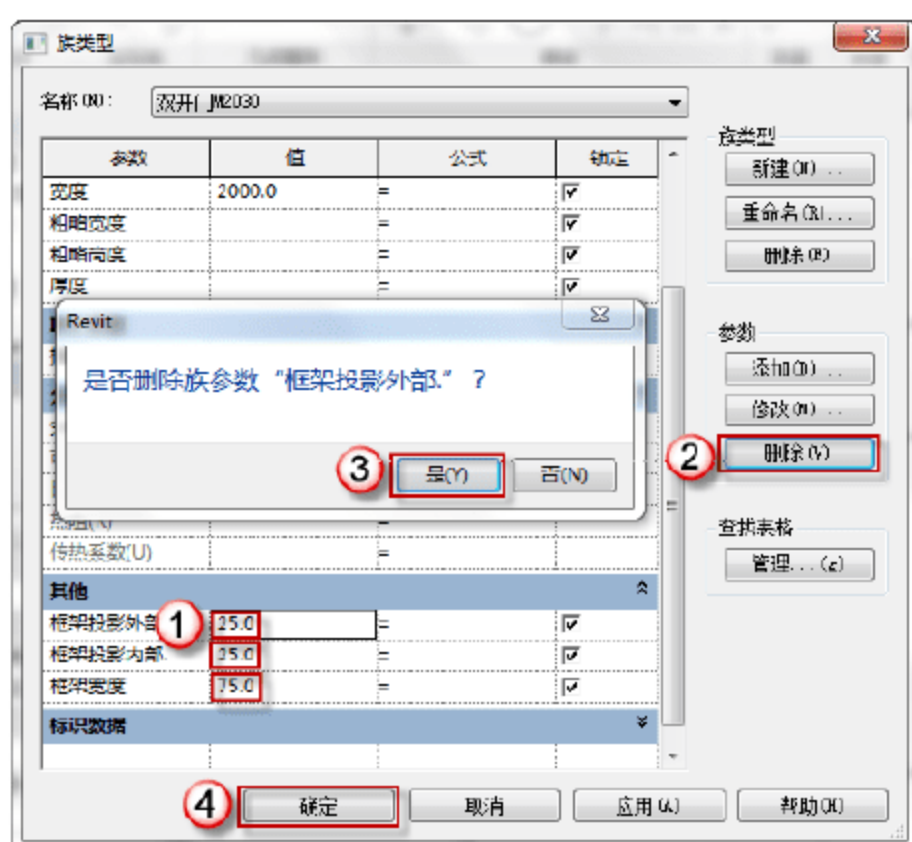 族类型
名称(N):
双开门JM2030
族类型
参数 值 公式 锁定
新建(N)...
宽度 2000.0 =
重命名(R)...
粗略宽度 =
粗略高度 =
删除(E)
厚度 =
Revit
参数
是否删除族参数“框架投影外部.”?
添加(D)...
修改(M)...
② 删除(V)
③ 是(Y) 否(N)
热阻(R) =
查找表格
传热系数(U) =
管理...(G)
其他
框架投影外部 ① 25.0 =
框架投影内部. 25.0 =
框架宽度 75.0 =
标识数据
④ 确定 取消 应用(A) 帮助(H)